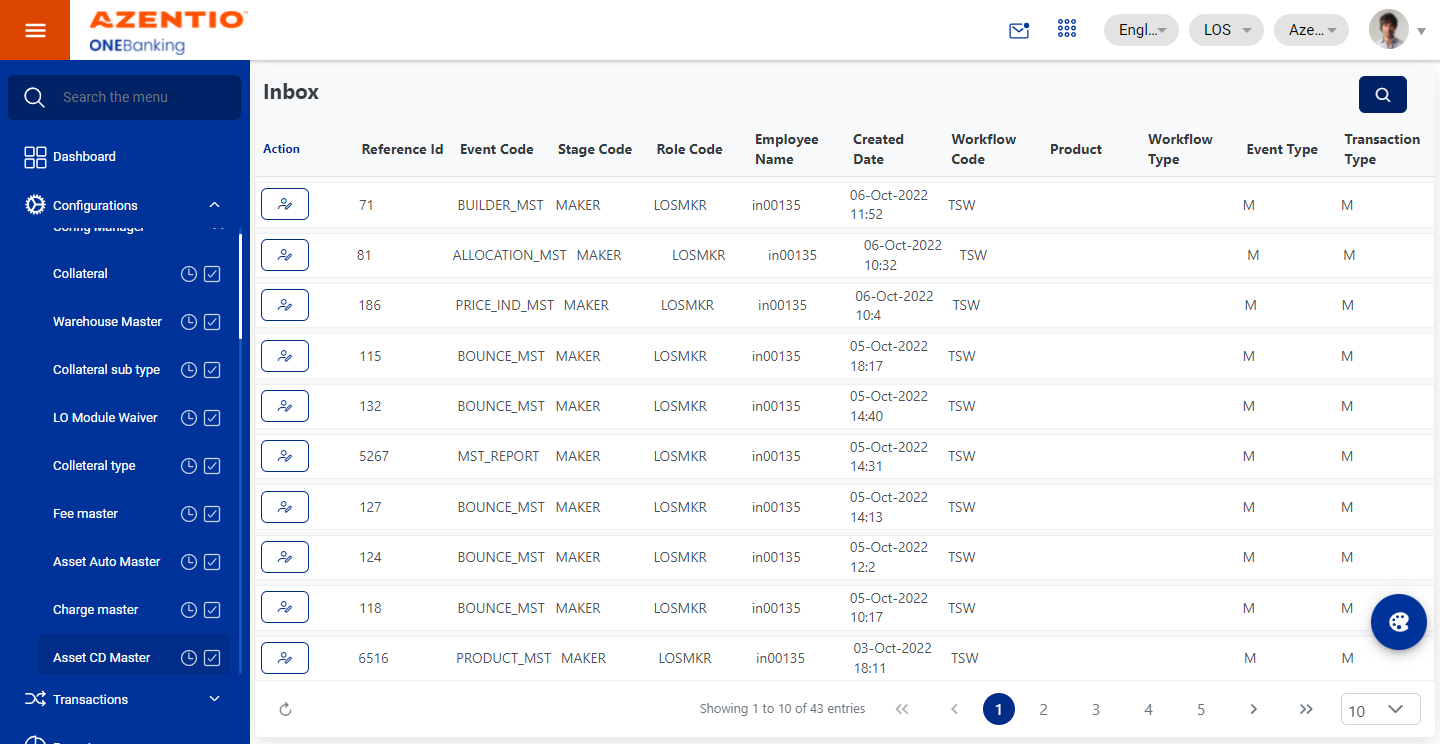 AZENTIO
ONEBanking
Engl...
LOS
Aze...
Search the menu
Dashboard
Configurations
Config Manager
Collateral
Warehouse Master
Collateral sub type
LO Module Waiver
Colleteral type
Fee master
Asset Auto Master
Charge master
Asset CD Master
Transactions
Inbox
Action Reference Id Event Code Stage Code Role Code Employee Name Created Date Workflow Code Product Workflow Type Event Type Transaction Type
71 BUILDER_MST MAKER LOSMKR in00135 06-Oct-2022 11:52 TSW M M
81 ALLOCATION_MST MAKER LOSMKR in00135 06-Oct-2022 10:32 TSW M M
186 PRICE_IND_MST MAKER LOSMKR in00135 06-Oct-2022 10:4 TSW M M
115 BOUNCE_MST MAKER LOSMKR in00135 05-Oct-2022 18:17 TSW M M
132 BOUNCE_MST MAKER LOSMKR in00135 05-Oct-2022 14:40 TSW M M
5267 MST_REPORT MAKER LOSMKR in00135 05-Oct-2022 14:31 TSW M M
127 BOUNCE_MST MAKER LOSMKR in00135 05-Oct-2022 14:13 TSW M M
124 BOUNCE_MST MAKER LOSMKR in00135 05-Oct-2022 12:2 TSW M M
118 BOUNCE_MST MAKER LOSMKR in00135 05-Oct-2022 10:17 TSW M M
6516 PRODUCT_MST MAKER LOSMKR in00135 03-Oct-2022 18:11 TSW M M
Showing 1 to 10 of 43 entries 1 2 3 4 5 10